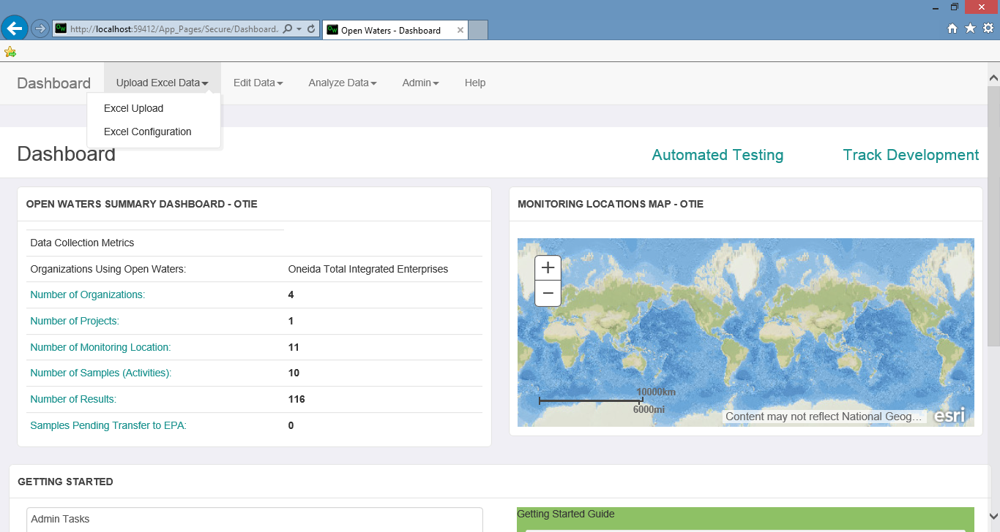 http://localhost:59412/App_Pages/Secure/Dashboard.
Open Waters - Dashboard
Dashboard
Upload Excel Data
Edit Data
Analyze Data
Admin
Help
Excel Upload
Excel Configuration
Dashboard
Automated Testing
Track Development
OPEN WATERS SUMMARY DASHBOARD - OTIE
Data Collection Metrics
Organizations Using Open Waters: Oneida Total Integrated Enterprises
Number of Organizations: 4
Number of Projects: 1
Number of Monitoring Location: 11
Number of Samples (Activities): 10
Number of Results: 116
Samples Pending Transfer to EPA: 0
MONITORING LOCATIONS MAP - OTIE
+
−
10000km
6000mi
Content may not reflect National Geog…
esri
GETTING STARTED
Admin Tasks
Getting Started Guide